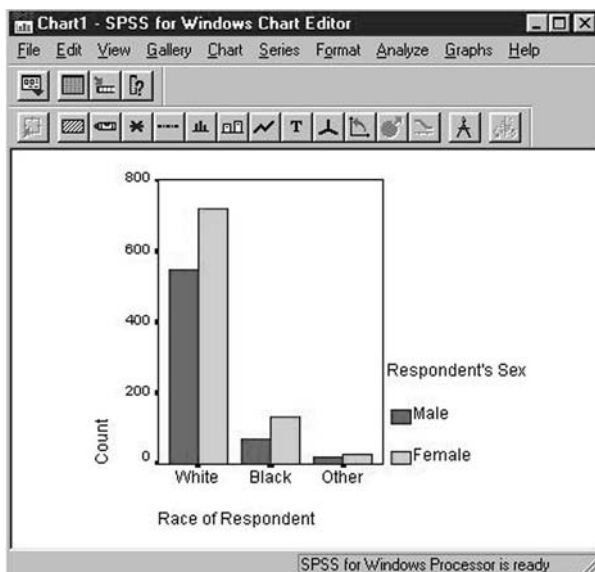 Chart1 - SPSS for Windows Chart Editor
File Edit View Gallery Chart Series Format Analyze Graphs Help
T
800
600
400
200
0
Count
White Black Other
Race of Respondent
Respondent's Sex
Male
Female
SPSS for Windows Processor is ready